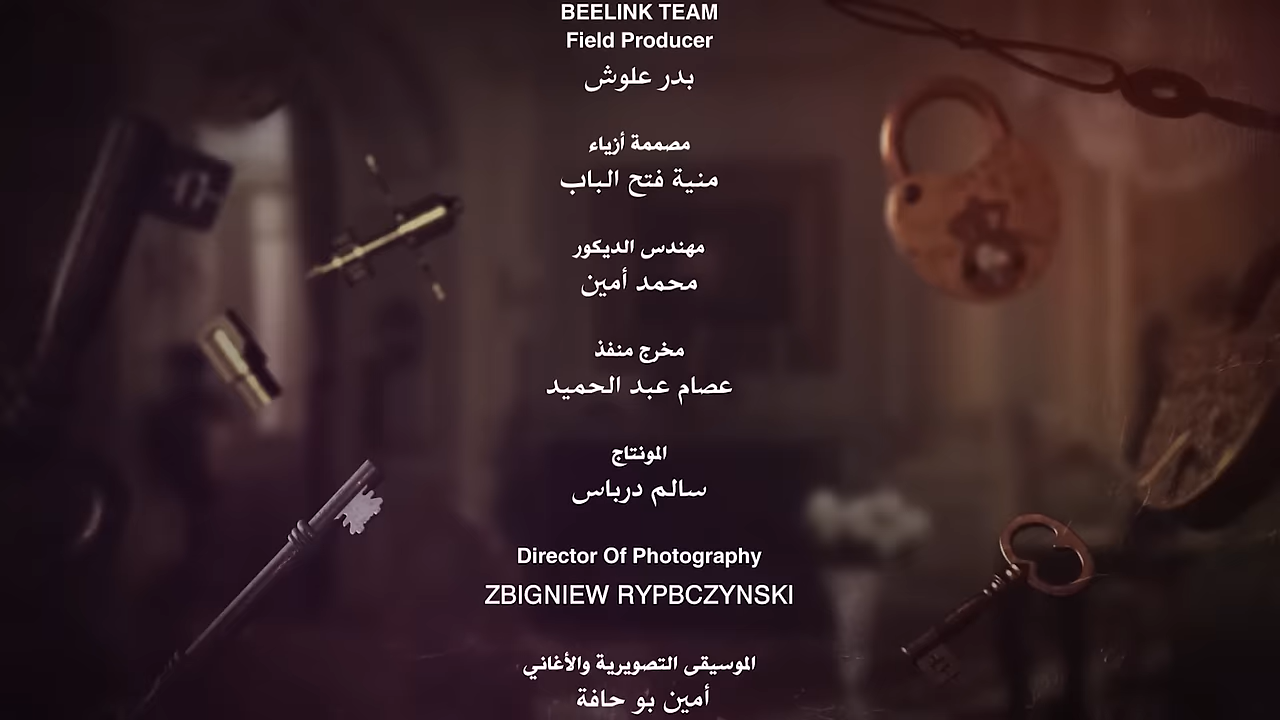 BEELINK TEAM
Field Producer
بدر علوش
مصممة أزياء
منية فتح الباب
مهندس الديكور
محمد أمين
مخرج منفذ
عصام عبد الحميد
المونتاج
سالم درباس
Director Of Photography
ZBIGNIEW RYPBCZYNSKI
الموسيقى التصويرية والأغاني
أمين بو حافة